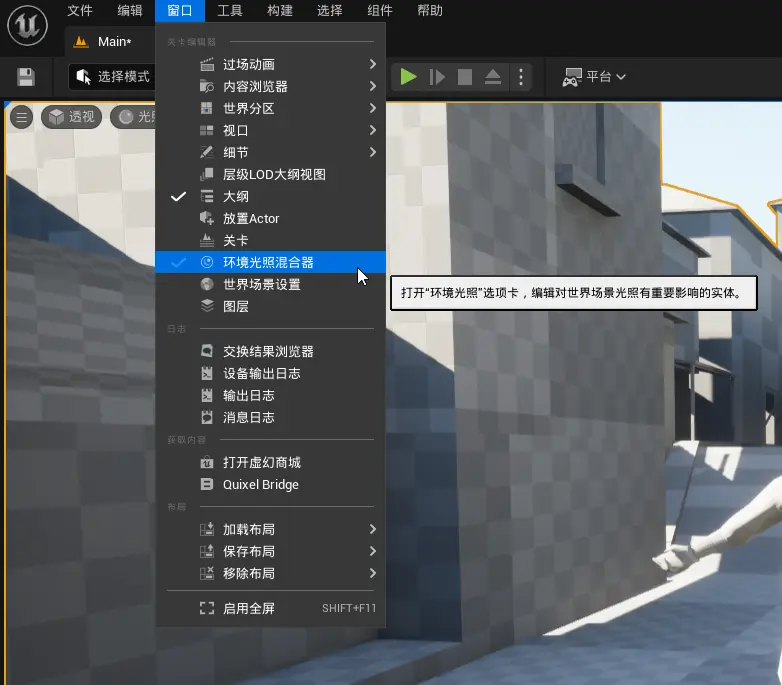 文件 编辑 窗口 工具 构建 选择 组件 帮助
Main*
选择模式
平台
透视
光照
关卡编辑器
过场动画
内容浏览器
世界分区
视口
细节
层级LOD大纲视图
大纲
放置Actor
关卡
环境光照混合器
打开“环境光照”选项卡，编辑对世界场景光照有重要影响的实体。
世界场景设置
图层
日志
交换结果浏览器
设备输出日志
输出日志
消息日志
获取内容
打开虚幻商城
Quixel Bridge
布局
加载布局
保存布局
移除布局
启用全屏 SHIFT+F11